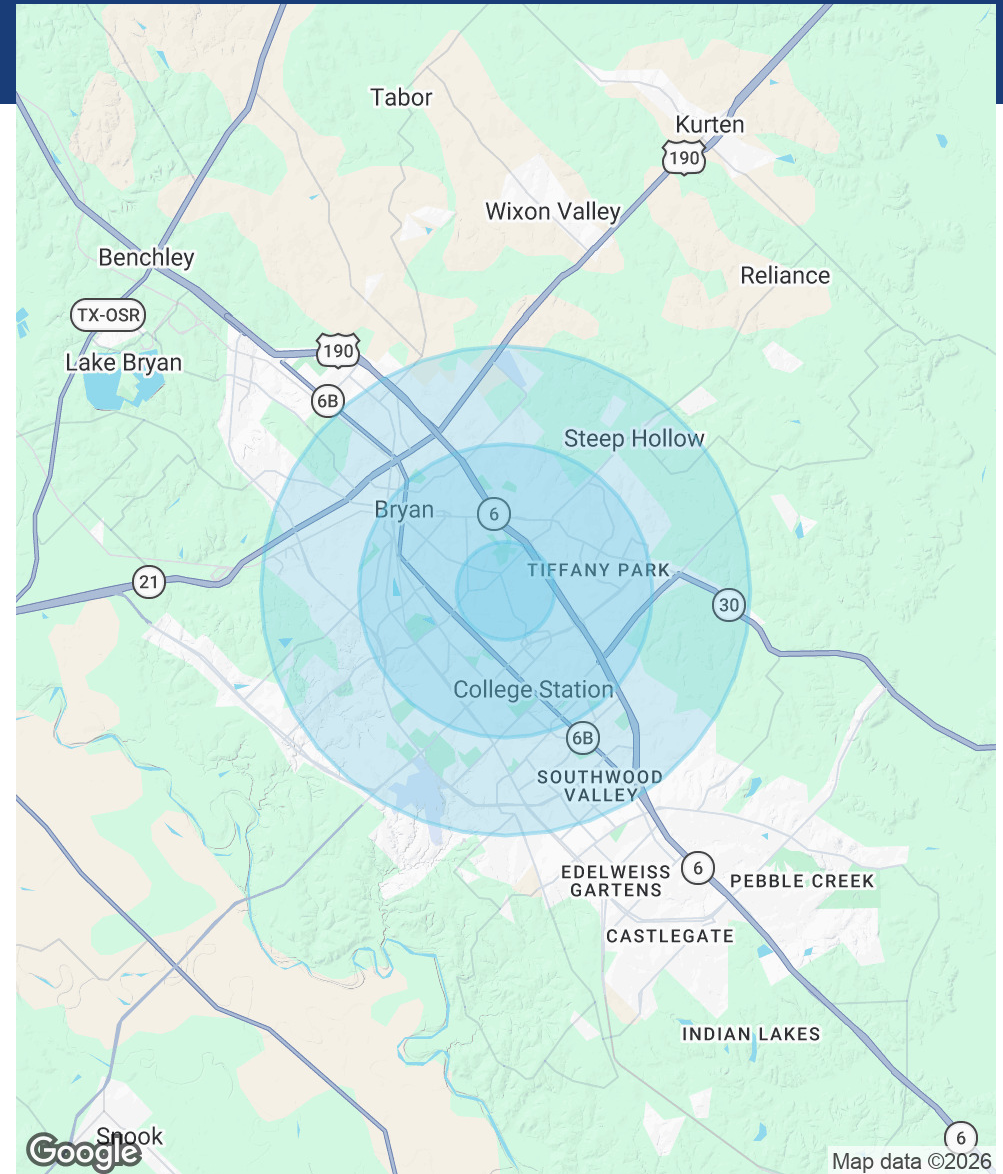 Tabor
Kurten
190
Wixon Valley
Benchley
Reliance
TX-OSR
190
Lake Bryan
6B
Steep Hollow
Bryan
6
TIFFANY PARK
21
30
College Station
6B
SOUTHWOOD
VALLEY
EDELWEISS
GARTENS
6
PEBBLE CREEK
CASTLEGATE
INDIAN LAKES
Snook
6
Google
Map data ©2026